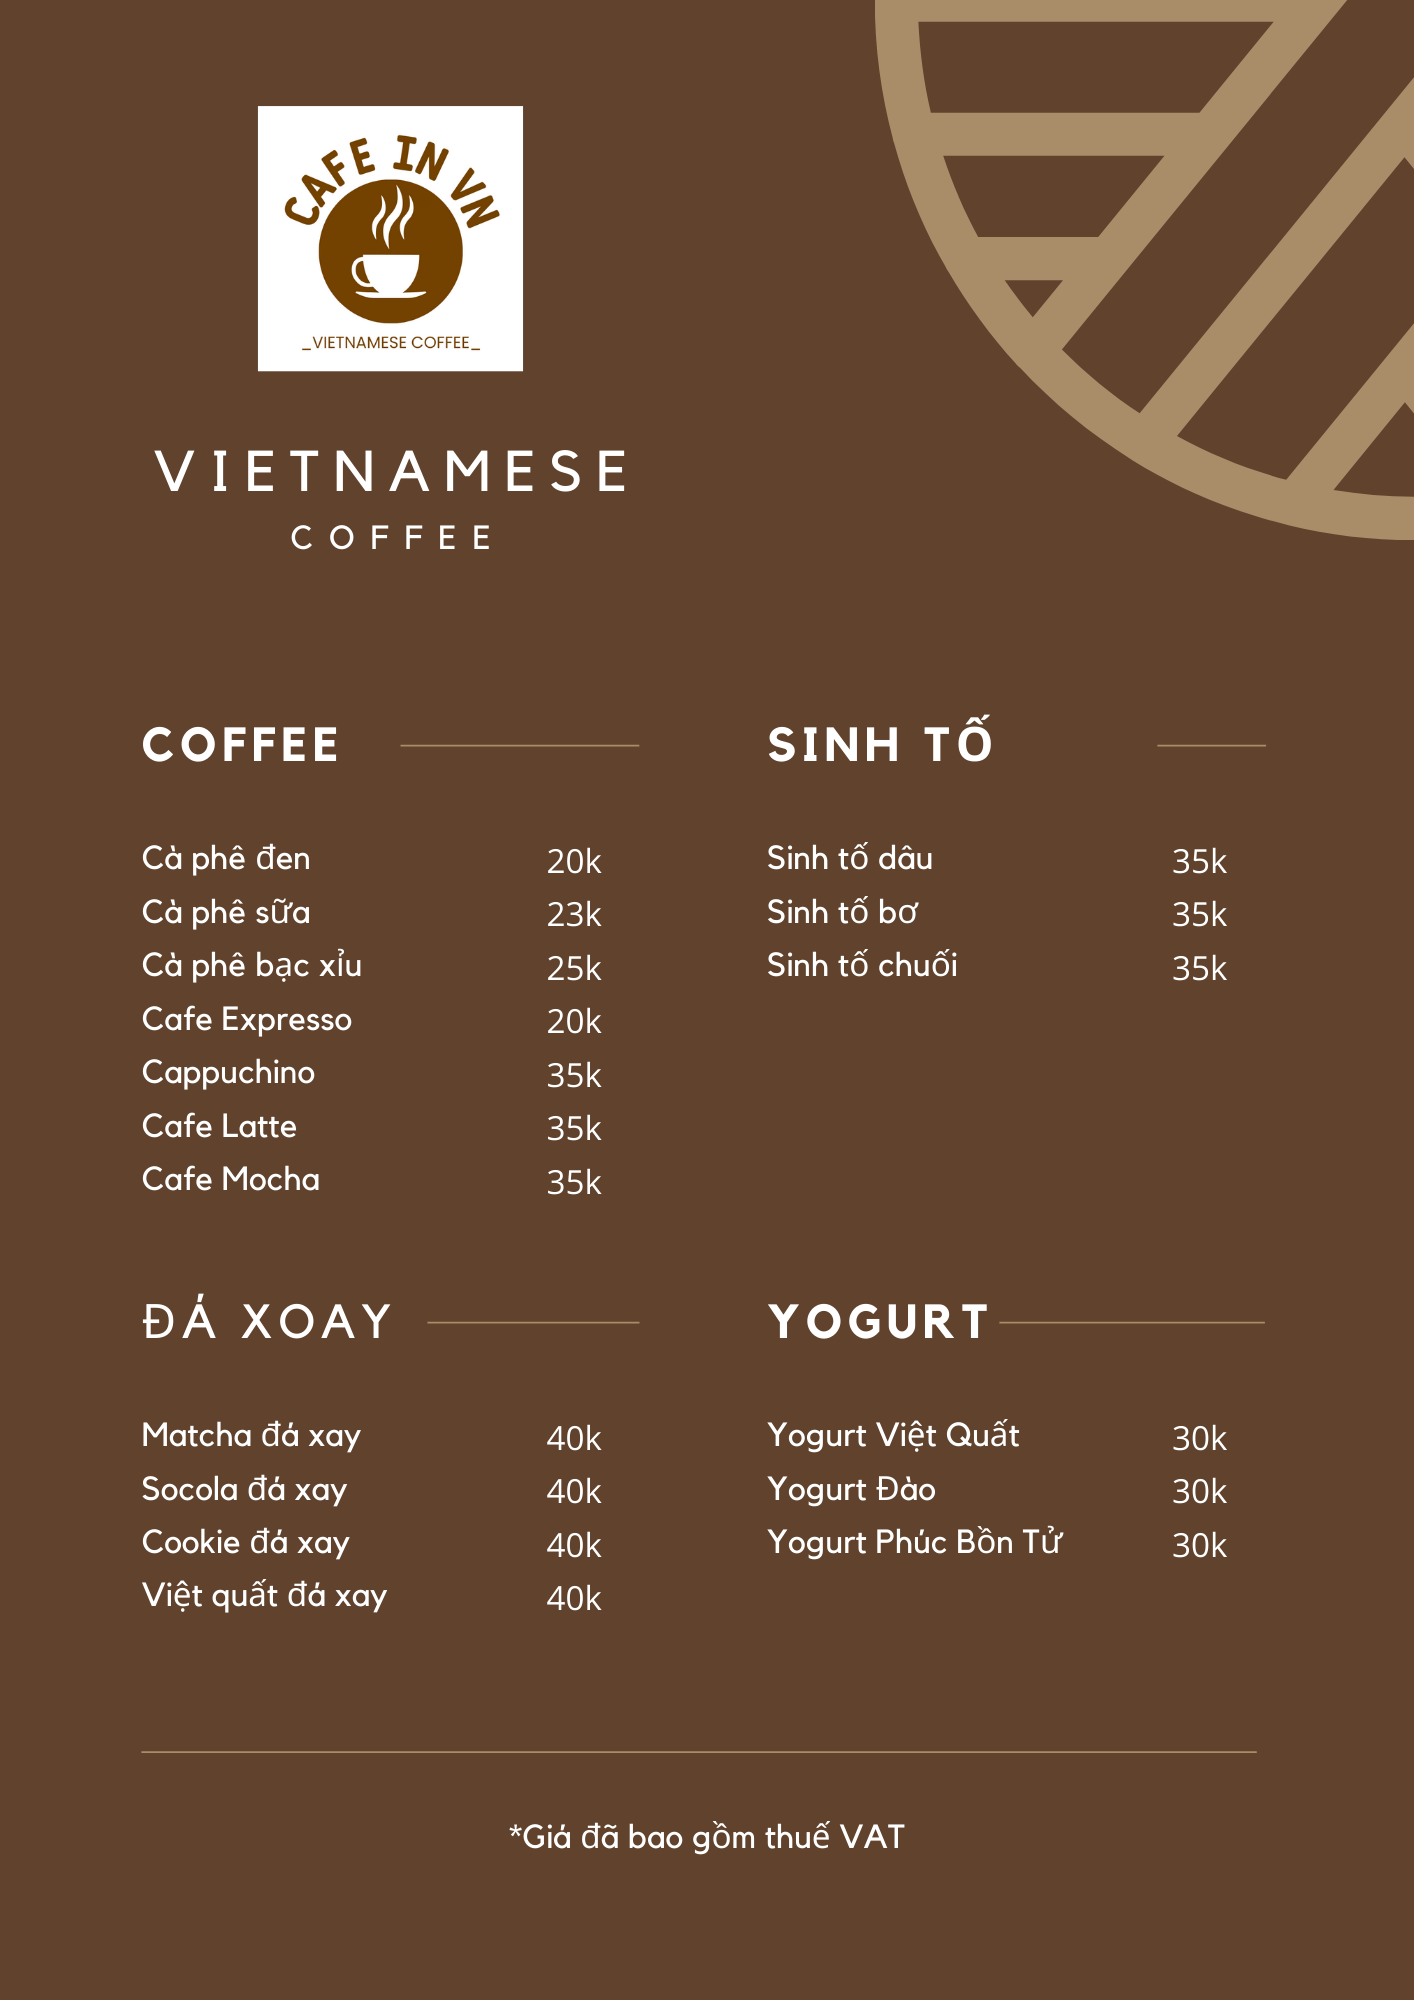 CAFE IN VN
_VIETNAMESE COFFEE_
VIETNAMESE
COFFEE
COFFEE
Cà phê đen 20k
Cà phê sữa 23k
Cà phê bạc xỉu 25k
Cafe Expresso 20k
Cappuchino 35k
Cafe Latte 35k
Cafe Mocha 35k
SINH TỐ
Sinh tố dâu 35k
Sinh tố bơ 35k
Sinh tố chuối 35k
ĐÁ XOAY
Matcha đá xay 40k
Socola đá xay 40k
Cookie đá xay 40k
Việt quất đá xay 40k
YOGURT
Yogurt Việt Quất 30k
Yogurt Đào 30k
Yogurt Phúc Bồn Tử 30k
*Giá đã bao gồm thuế VAT